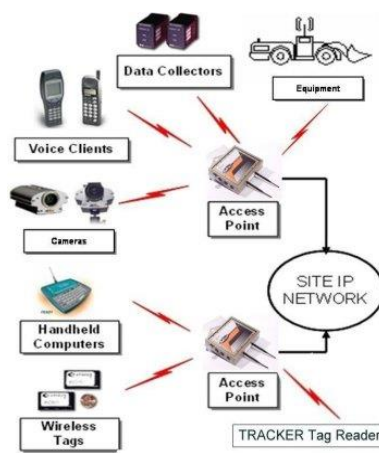 Data Collectors
Equipment
Voice Clients
Access
Point
Cameras
SITE IP
NETWORK
Handheld
Computers
Access
Point
Wireless
Tags
TRACKER Tag Reader